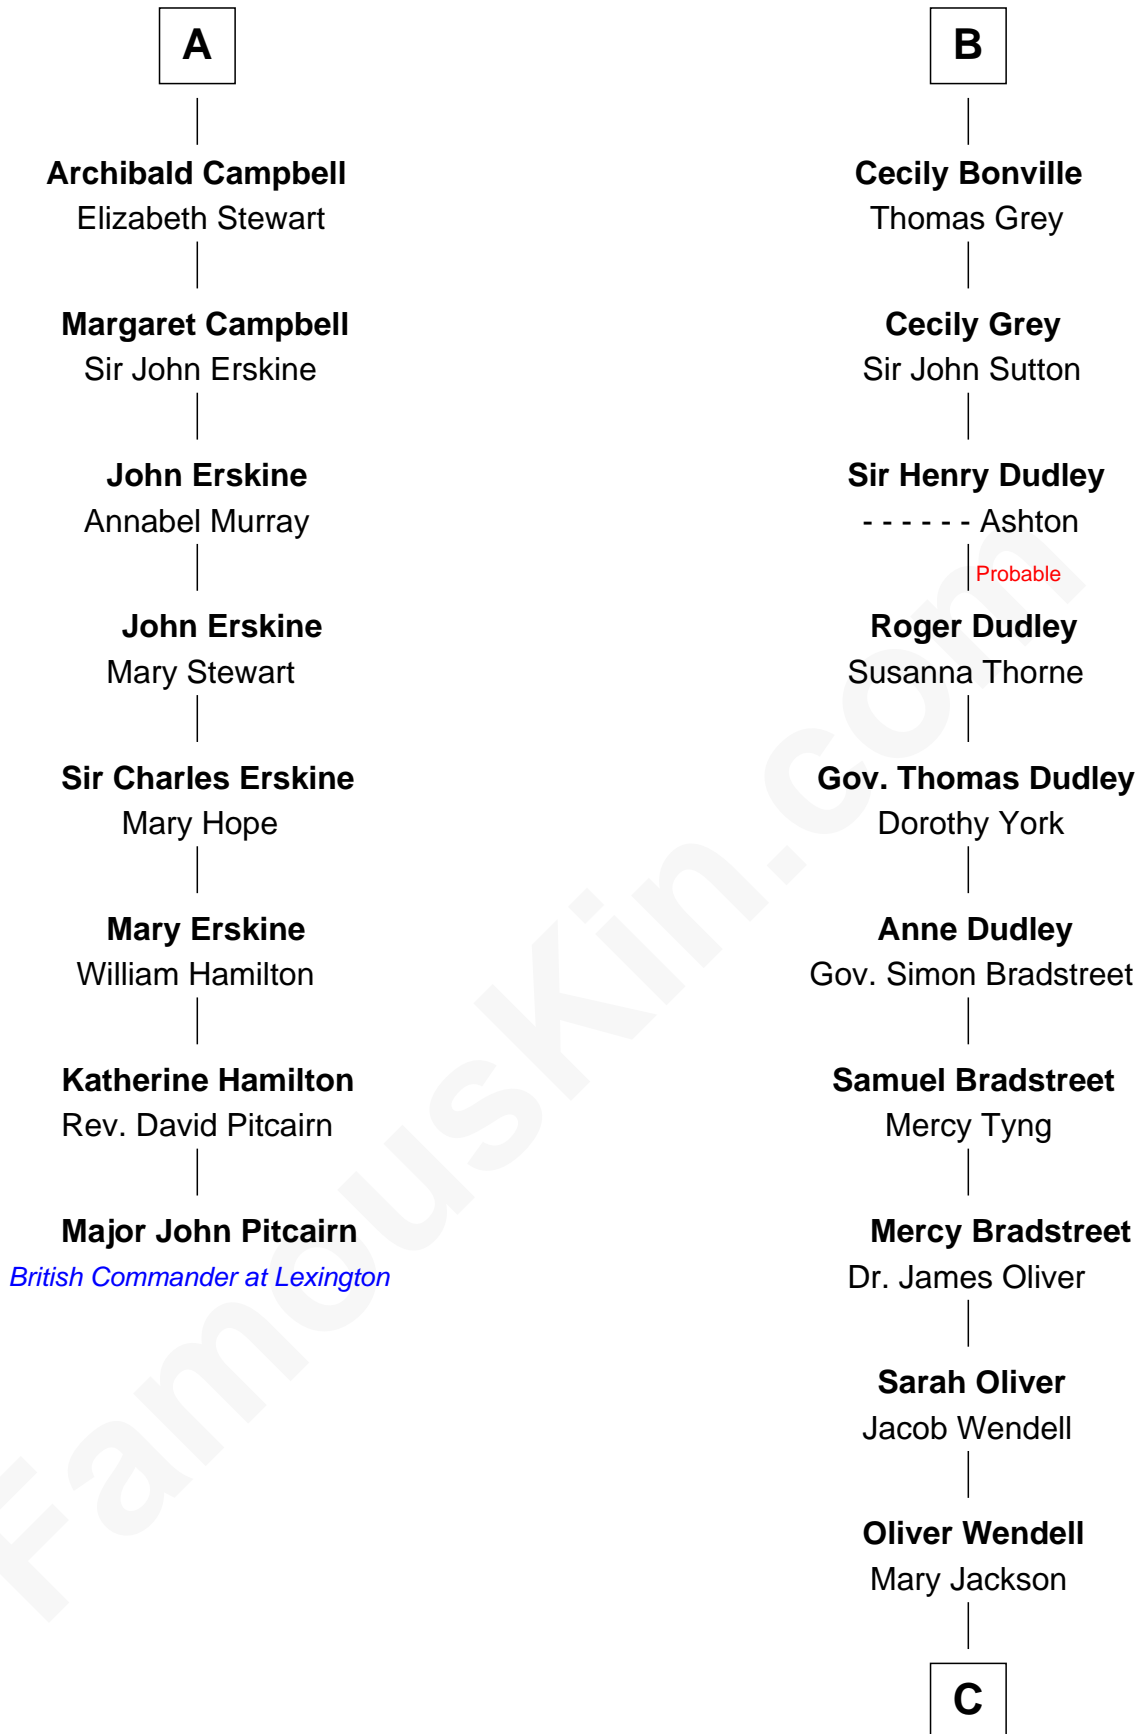 A
Archibald Campbell
Elizabeth Stewart
Margaret Campbell
Sir John Erskine
John Erskine
Annabel Murray
John Erskine
Mary Stewart
Sir Charles Erskine
Mary Hope
Mary Erskine
William Hamilton
Katherine Hamilton
Rev. David Pitcairn
Major John Pitcairn
British Commander at Lexington
B
Cecily Bonville
Thomas Grey
Cecily Grey
Sir John Sutton
Sir Henry Dudley
- - - - - - Ashton
Probable
Roger Dudley
Susanna Thorne
Gov. Thomas Dudley
Dorothy York
Anne Dudley
Gov. Simon Bradstreet
Samuel Bradstreet
Mercy Tyng
Mercy Bradstreet
Dr. James Oliver
Sarah Oliver
Jacob Wendell
Oliver Wendell
Mary Jackson
C
FamousKin.com